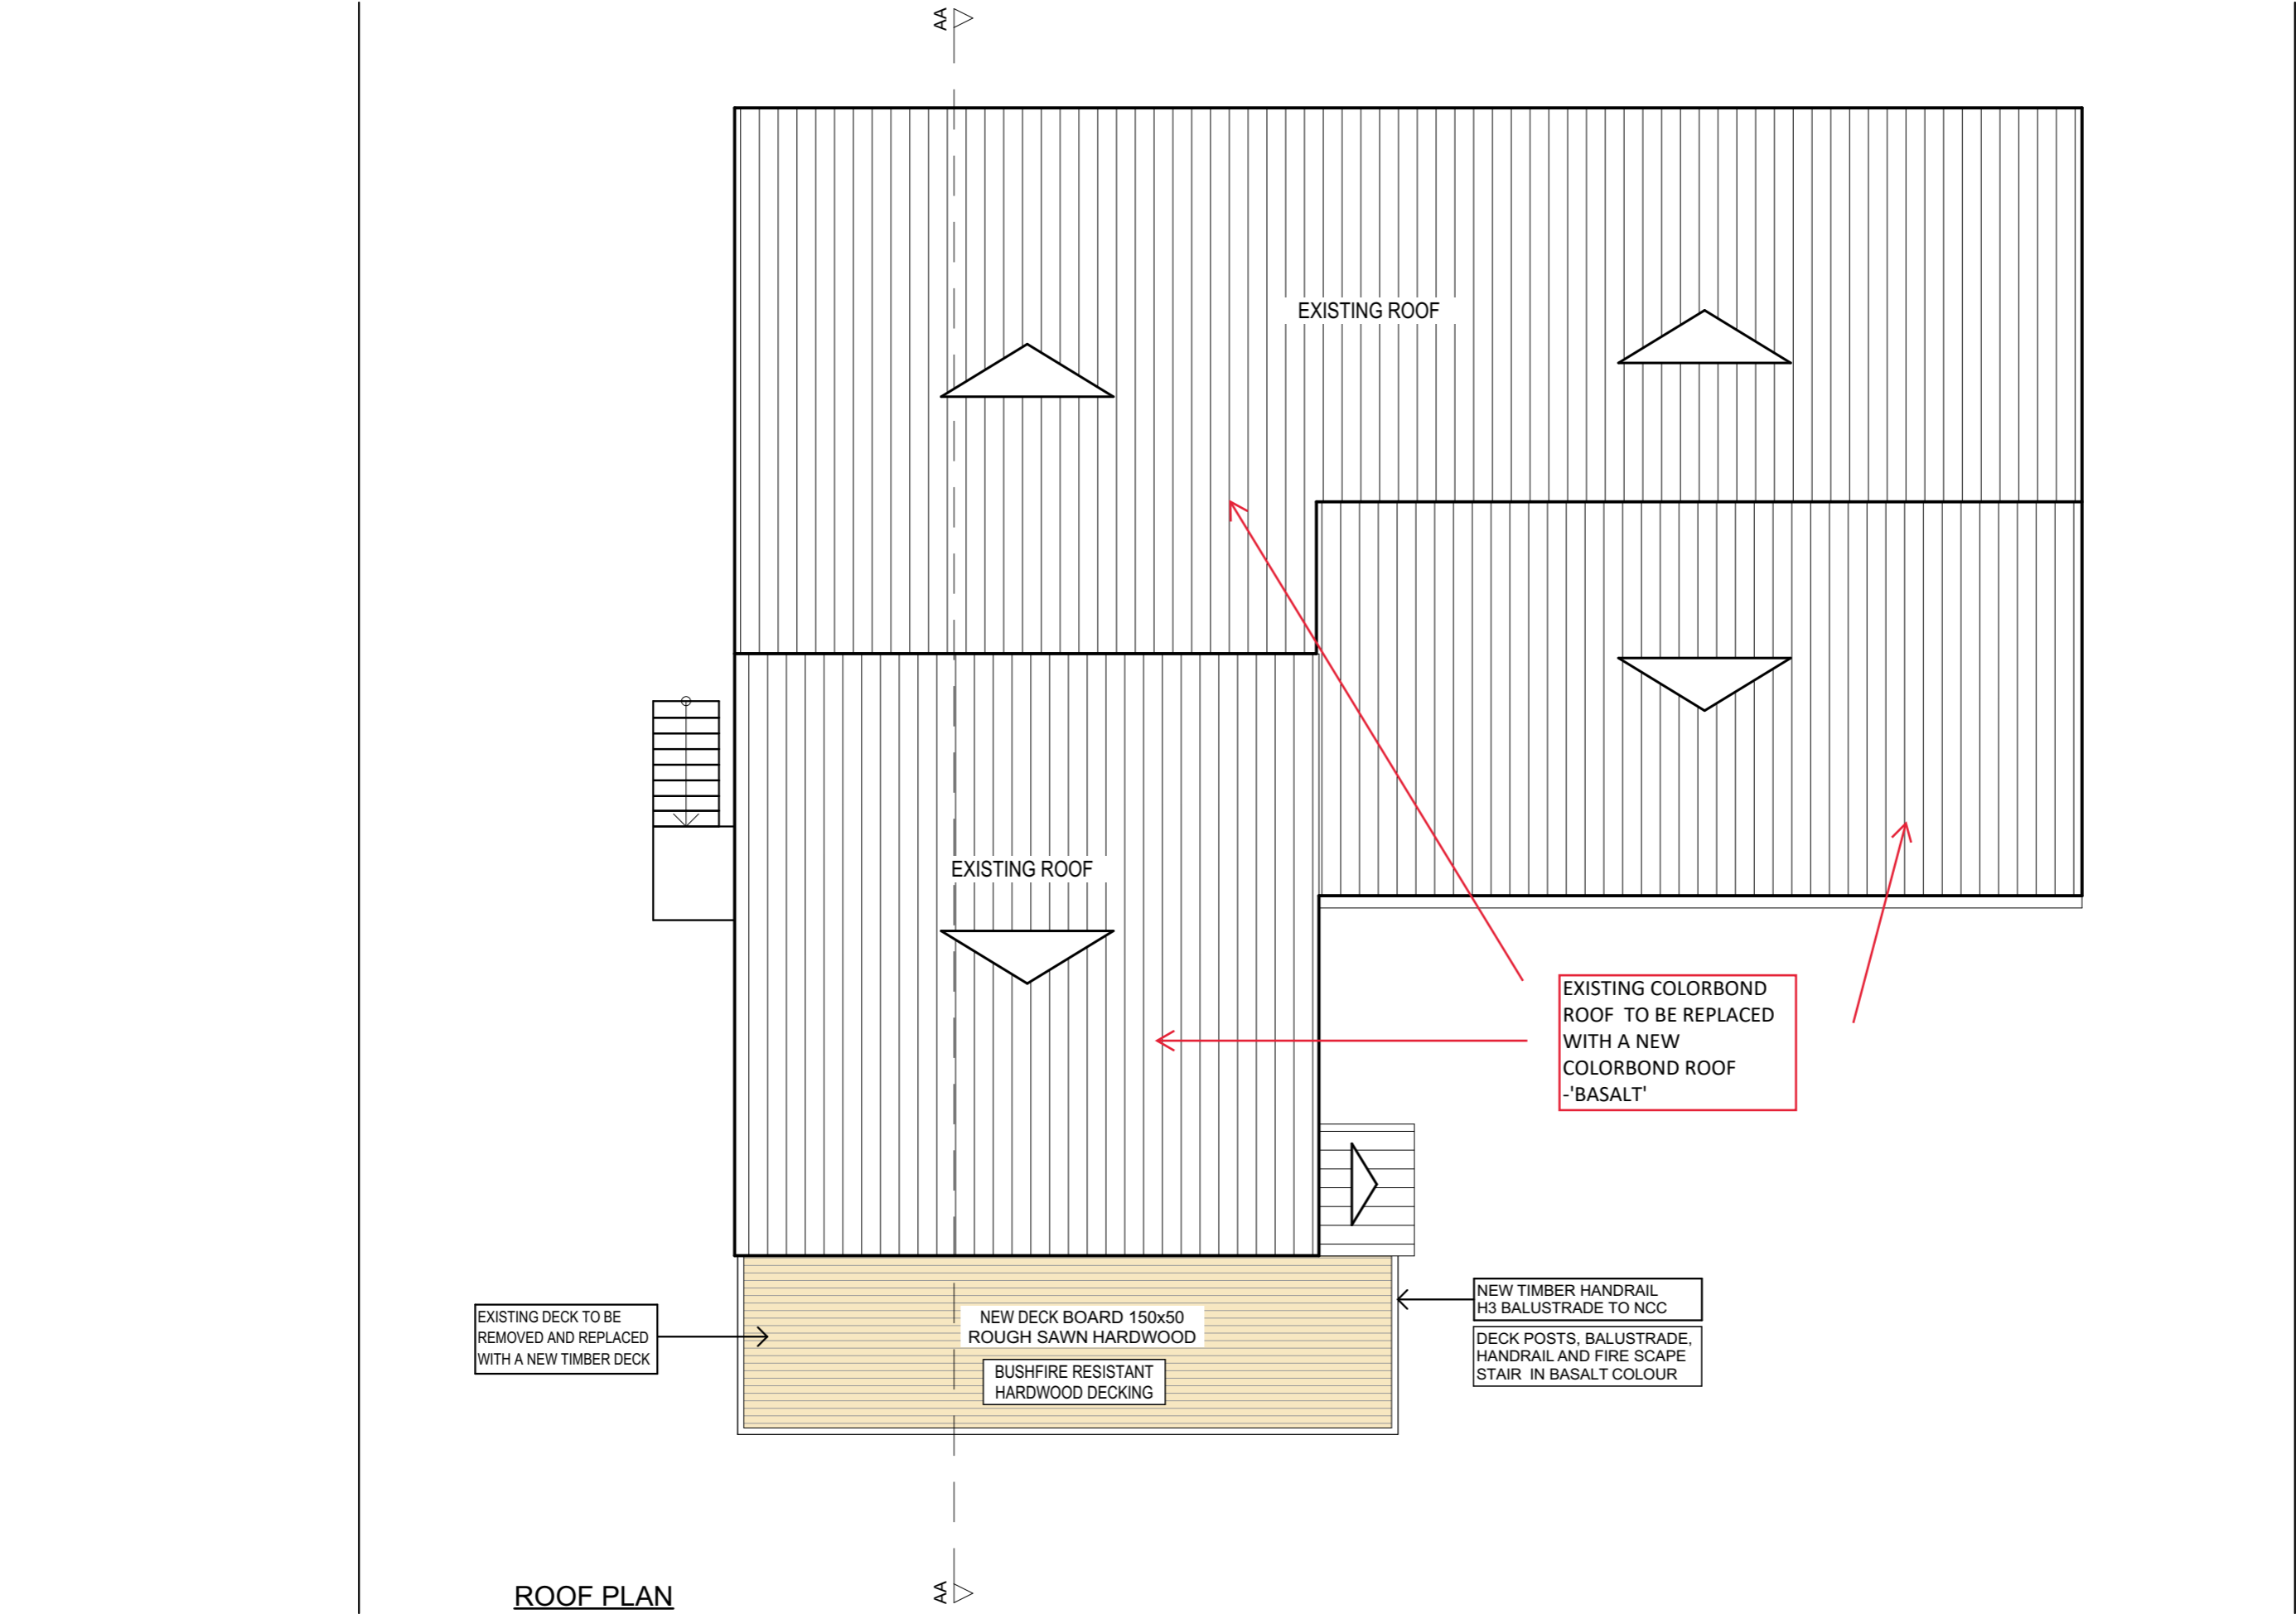 AA
EXISTING ROOF
EXISTING ROOF
EXISTING COLORBOND
ROOF  TO BE REPLACED
WITH A NEW
COLORBOND ROOF
-'BASALT'
EXISTING DECK TO BE
REMOVED AND REPLACED
WITH A NEW TIMBER DECK
NEW DECK BOARD 150x50
ROUGH SAWN HARDWOOD
BUSHFIRE RESISTANT
HARDWOOD DECKING
NEW TIMBER HANDRAIL
H3 BALUSTRADE TO NCC
DECK POSTS, BALUSTRADE,
HANDRAIL AND FIRE SCAPE
STAIR  IN BASALT COLOUR
ROOF PLAN
AA